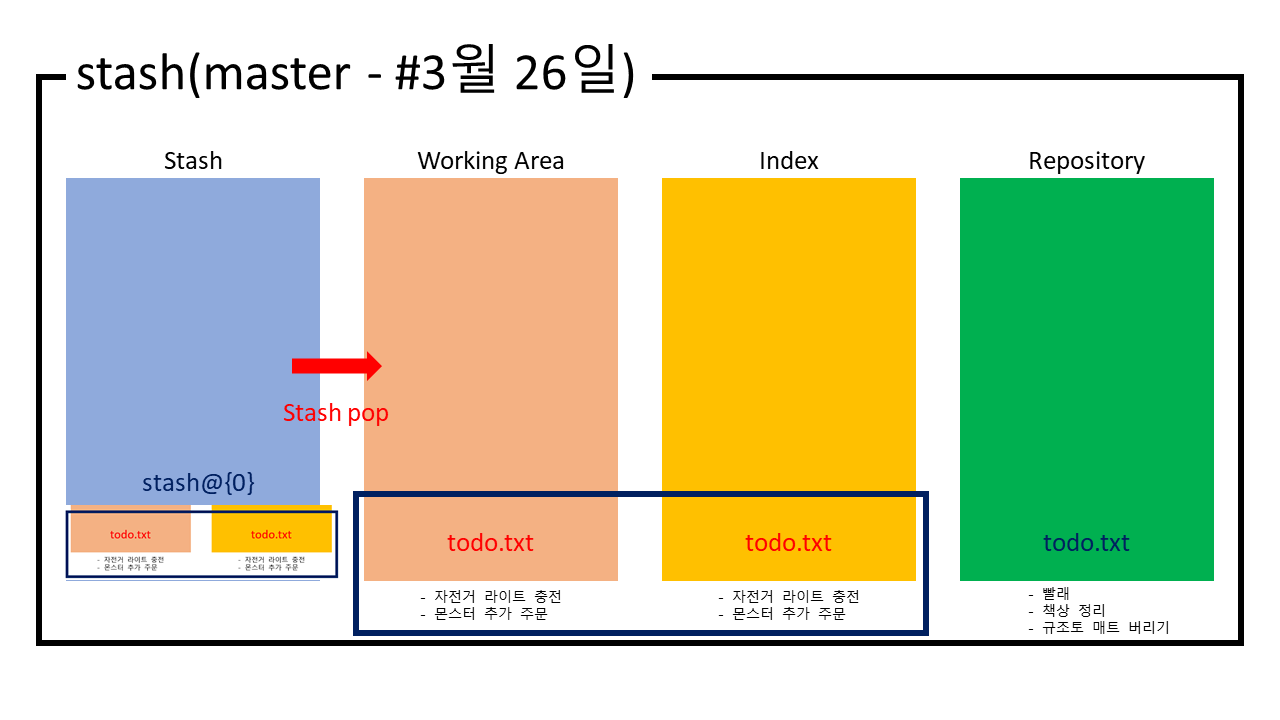 stash(master - #3월 26일)
Stash
Working Area
Index
Repository
Stash pop
stash@{0}
todo.txt
todo.txt
- 자전거 라이트 충전
- 몬스터 추가 주문
- 자전거 라이트 충전
- 몬스터 추가 주문
todo.txt
- 자전거 라이트 충전
- 몬스터 추가 주문
todo.txt
- 자전거 라이트 충전
- 몬스터 추가 주문
todo.txt
- 빨래
- 책상 정리
- 규조토 매트 버리기